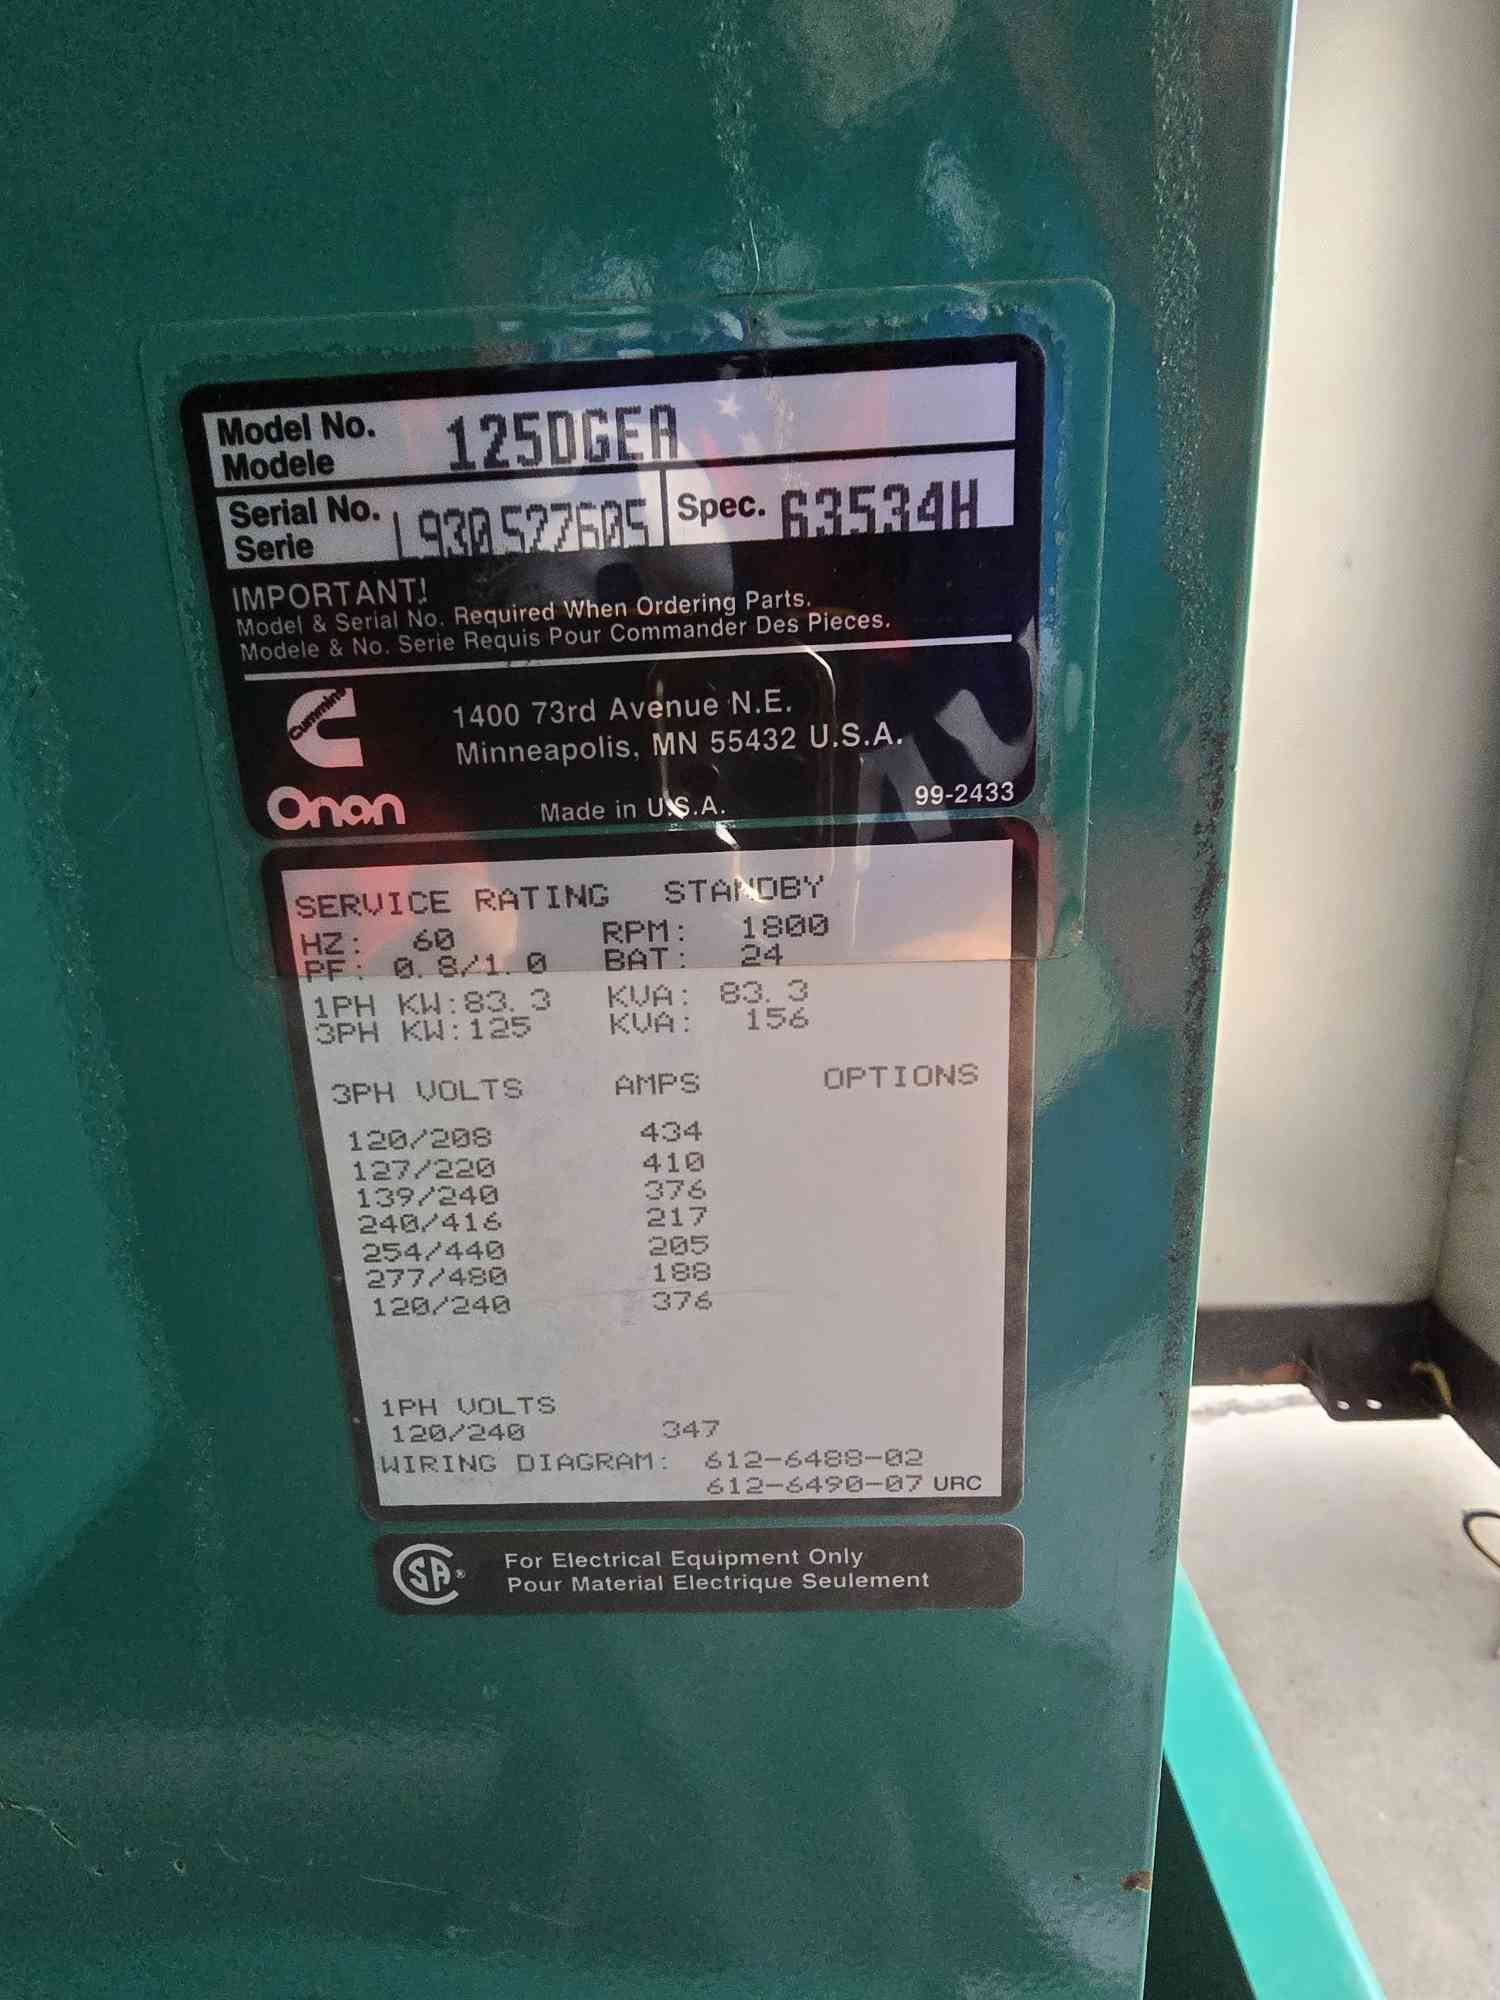 Model No. 125DGEA
Modele
Serial No. L930527605 Spec. 63534H
Serie
IMPORTANT!
Model & Serial No. Required When Ordering Parts.
Modele & No. Serie Requis Pour Commander Des Pieces.
Cummins
1400 73rd Avenue N.E.
Minneapolis, MN 55432 U.S.A.
Onan Made in U.S.A. 99-2433
SERVICE RATING STANDBY
HZ: 60 RPM: 1800
PF: 0.8/1.0 BAT: 24
1PH KW:83.3 KVA: 83.3
3PH KW:125 KVA: 156
3PH VOLTS AMPS OPTIONS
120/208 434
127/220 410
139/240 376
240/416 217
254/440 205
277/480 188
120/240 376
1PH VOLTS
120/240 347
WIRING DIAGRAM: 612-6488-02
612-6490-07 URC
SA® For Electrical Equipment Only
Pour Material Electrique Seulement